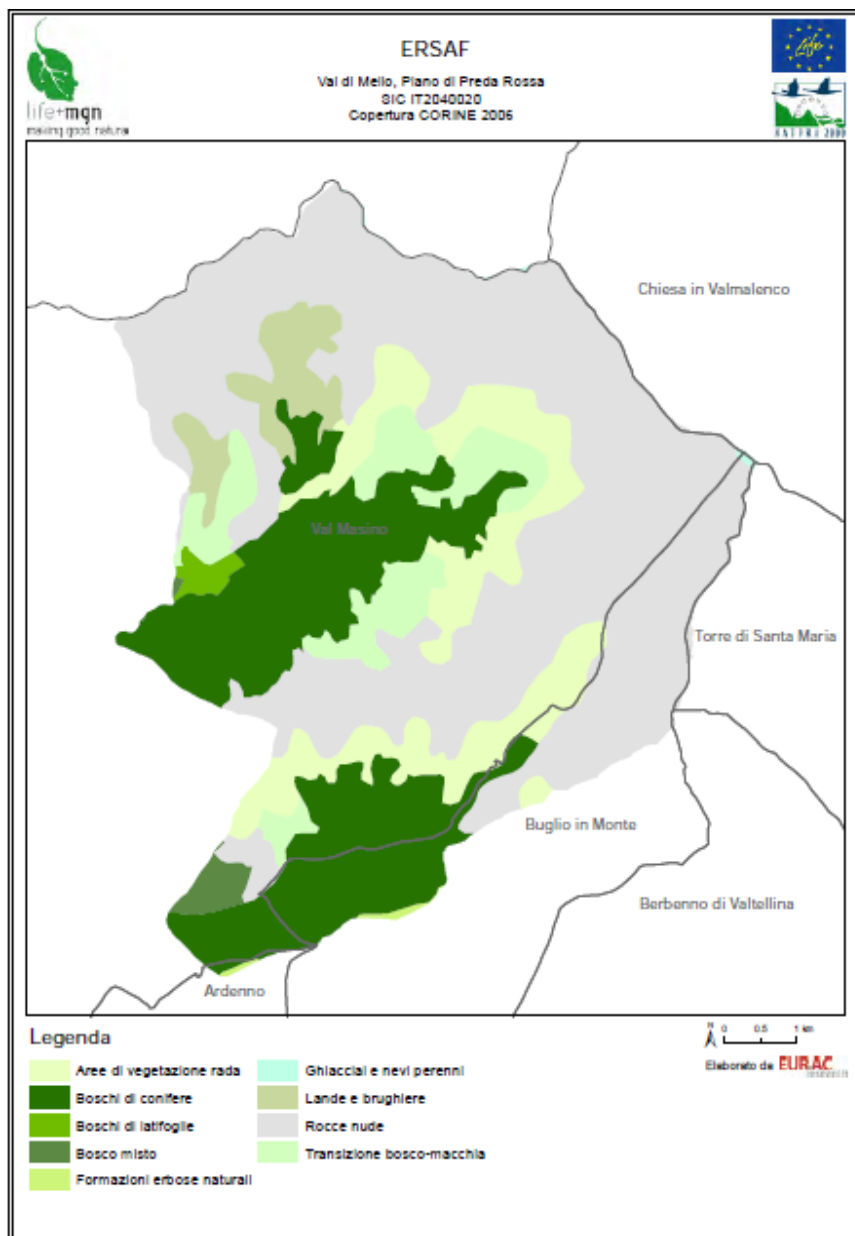 ERSAF
Val di Mello, Piano di Preda Rossa
SIC IT2040020
Copertura CORINE 2006
life+mgn
making good natura
NATURA 2000
Chiesa in Valmalenco
Val Masino
Torre di Santa Maria
Buglio in Monte
Berbenno di Valtellina
Ardenno
Legenda
Aree di vegetazione rada
Boschi di conifere
Boschi di latifoglie
Bosco misto
Formazioni erbose naturali
Ghiacciai e nevi perenni
Lande e brughiere
Rocce nude
Transizione bosco-macchia
N
0 0.5 1 km
Elaborato da EURAC